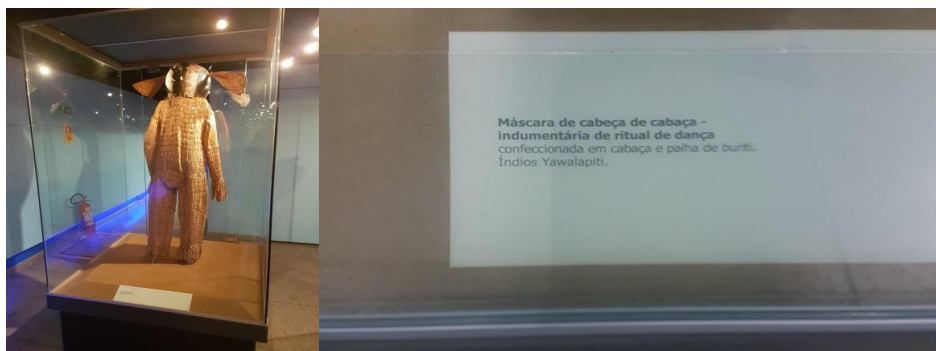 Máscara de cabeça de cabaça -
indumentária de ritual de dança
confeccionada em cabaça e palha de buriti.
Índios Yawalapiti.